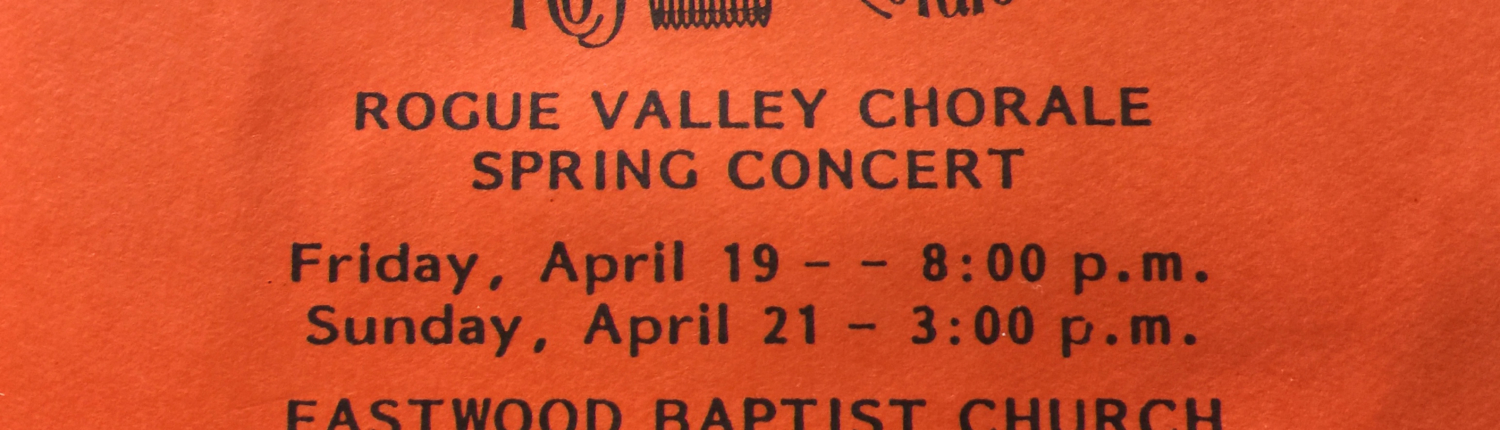 ROGUE VALLEY CHORALE
SPRING CONCERT
Friday, April 19 - - 8:00 p.m.
Sunday, April 21 - 3:00 p.m.
EASTWOOD BAPTIST CHURCH